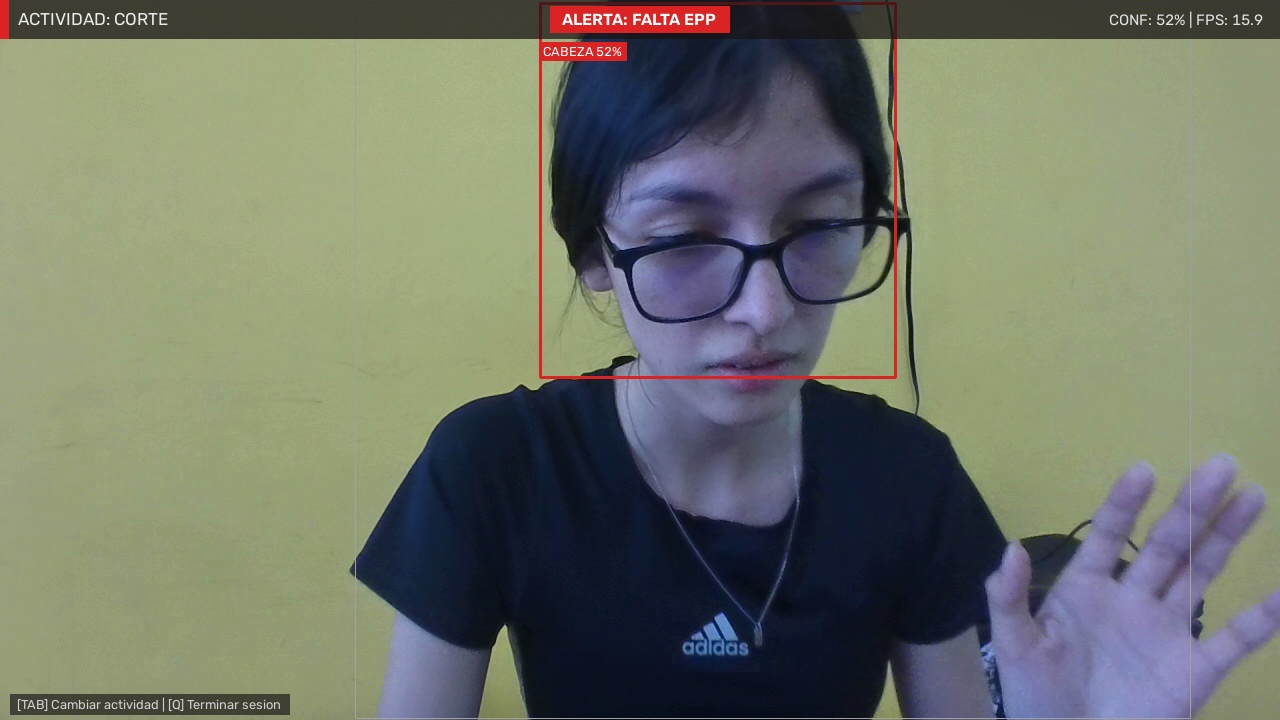 ACTIVIDAD: CORTE
ALERTA: FALTA EPP
CONF: 52% | FPS: 15.9
CABEZA 52%
adidas
[TAB] Cambiar actividad | [Q] Terminar sesion